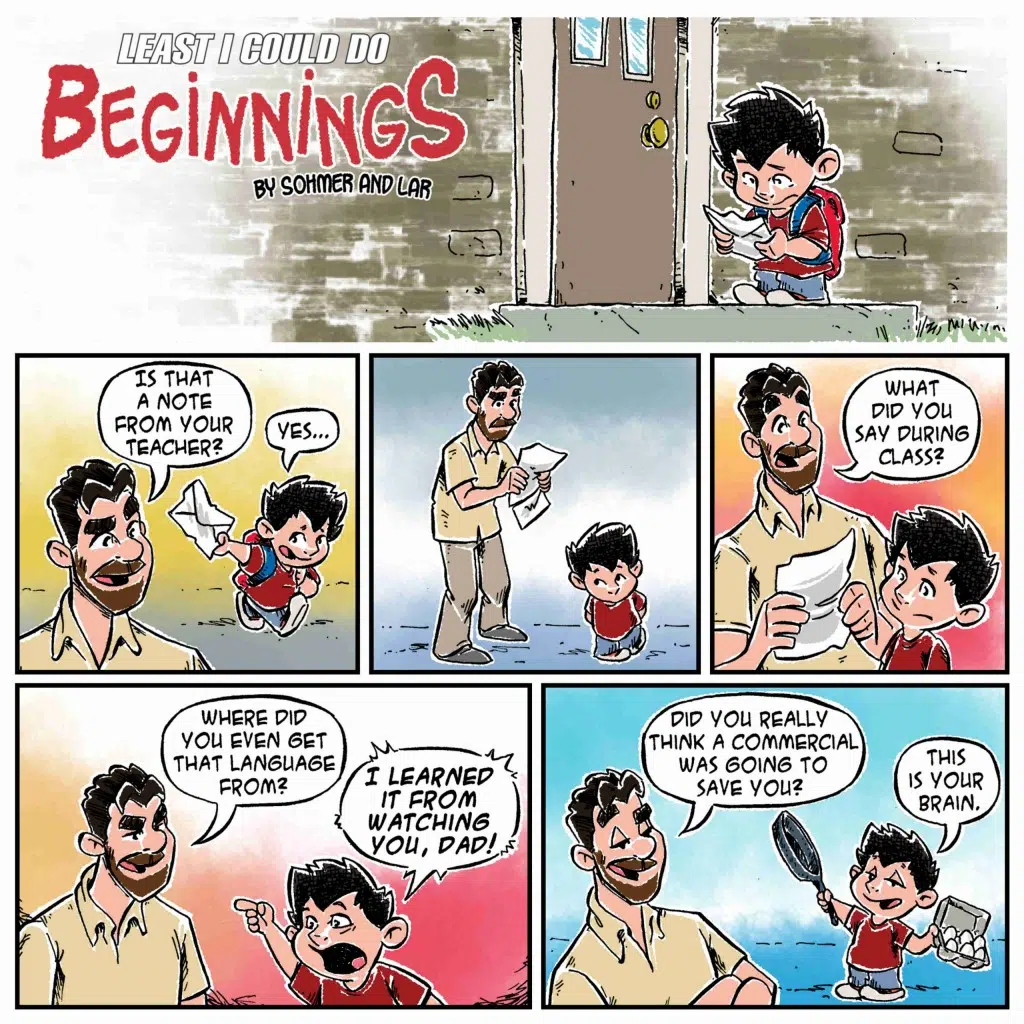 LEAST I COULD DO
BEGINNINGS
BY SOHMER AND LAR
IS THAT
A NOTE
FROM YOUR
TEACHER?
YES...
WHAT
DID YOU
SAY DURING
CLASS?
WHERE DID
YOU EVEN GET
THAT LANGUAGE
FROM?
I LEARNED
IT FROM
WATCHING
YOU, DAD!
DID YOU REALLY
THINK A COMMERCIAL
WAS GOING TO
SAVE YOU?
THIS
IS YOUR
BRAIN.